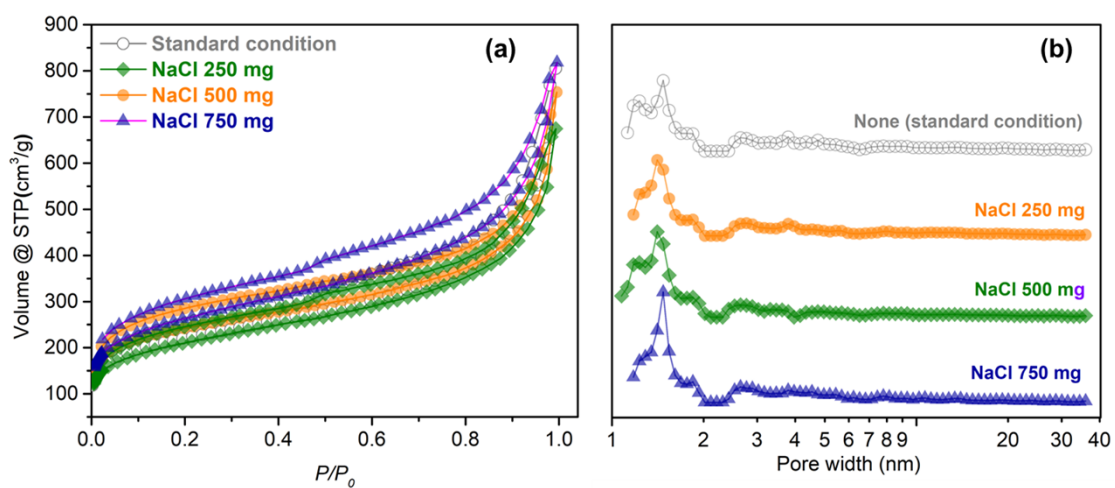 (a)
Standard condition
NaCl 250 mg
NaCl 500 mg
NaCl 750 mg
900
800
700
600
500
400
300
200
100
Volume @ STP(cm³/g)
0.0 0.2 0.4 0.6 0.8 1.0
P/P₀
(b)
None (standard condition)
NaCl 250 mg
NaCl 500 mg
NaCl 750 mg
1 2 3 4 5 6 7 8 9 20 30 40
Pore width (nm)